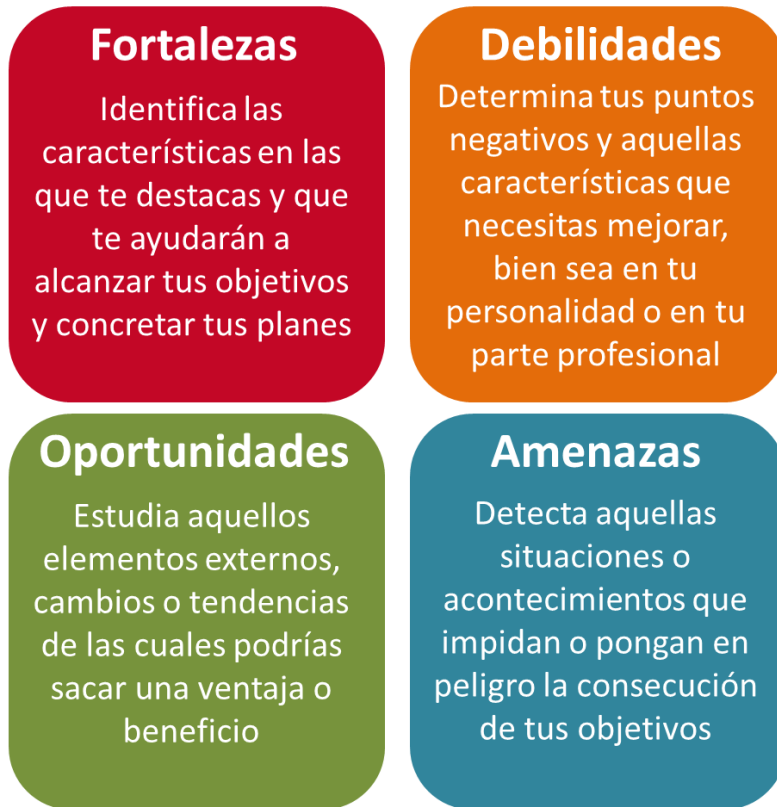 Fortalezas
Identifica las
características en las
que te destacas y que
te ayudarán a
alcanzar tus objetivos
y concretar tus planes
Debilidades
Determina tus puntos
negativos y aquellas
características que
necesitas mejorar,
bien sea en tu
personalidad o en tu
parte profesional
Oportunidades
Estudia aquellos
elementos externos,
cambios o tendencias
de las cuales podrías
sacar una ventaja o
beneficio
Amenazas
Detecta aquellas
situaciones o
acontecimientos que
impidan o pongan en
peligro la consecución
de tus objetivos